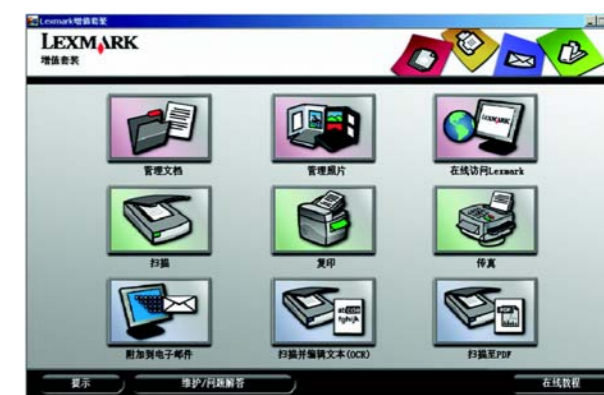 Lexmark增值套装
LEXMARK
增值套装
管理文档
管理照片
在线访问Lexmark
扫描
复印
传真
附加到电子邮件
扫描并编辑文本(OCR)
扫描至PDF
提示
维护/问题解答
在线教程